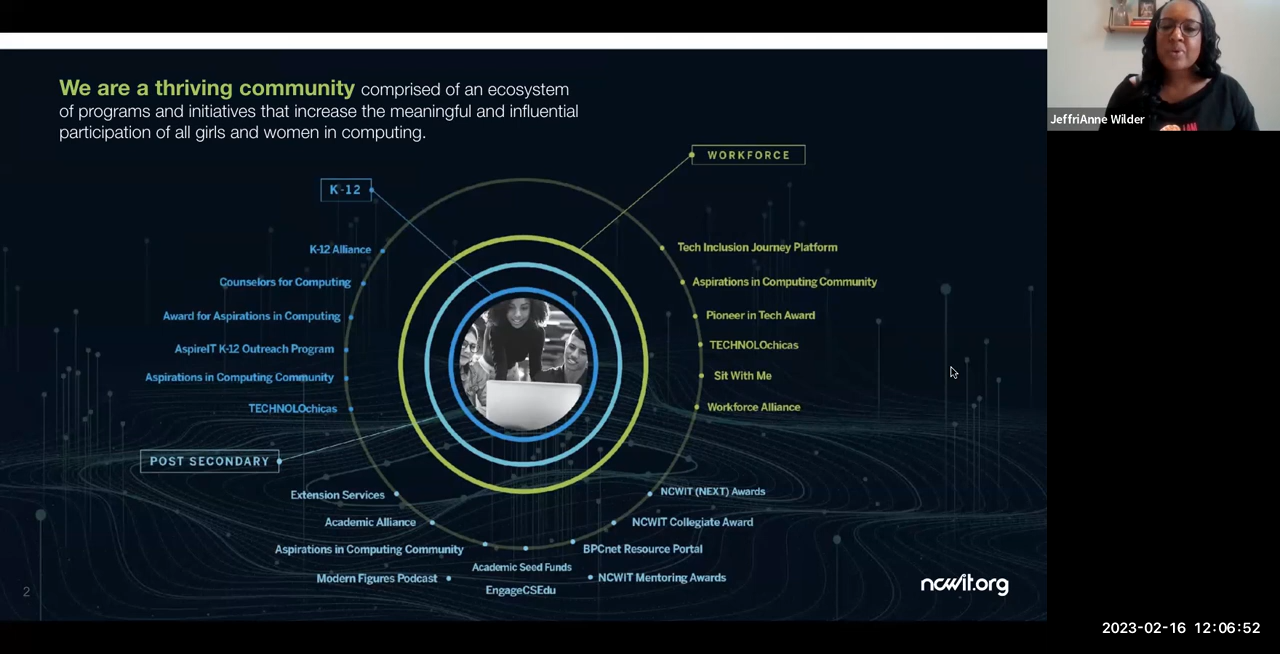 We are a thriving community comprised of an ecosystem
of programs and initiatives that increase the meaningful and influential
participation of all girls and women in computing.
JeffriAnne Wilder
WORKFORCE
K-12
K-12 Alliance
Counselors for Computing
Award for Aspirations in Computing
AspireIT K-12 Outreach Program
Aspirations in Computing Community
TECHNOLOchicas
Tech Inclusion Journey Platform
Aspirations in Computing Community
Pioneer in Tech Award
TECHNOLOchicas
Sit With Me
Workforce Alliance
POST SECONDARY
Extension Services
Academic Alliance
Aspirations in Computing Community
Modern Figures Podcast
Academic Seed Funds
EngageCSEdu
NCWIT (NEXT) Awards
NCWIT Collegiate Award
BPCnet Resource Portal
NCWIT Mentoring Awards
2
ncwit.org
2023-02-16 12:06:52